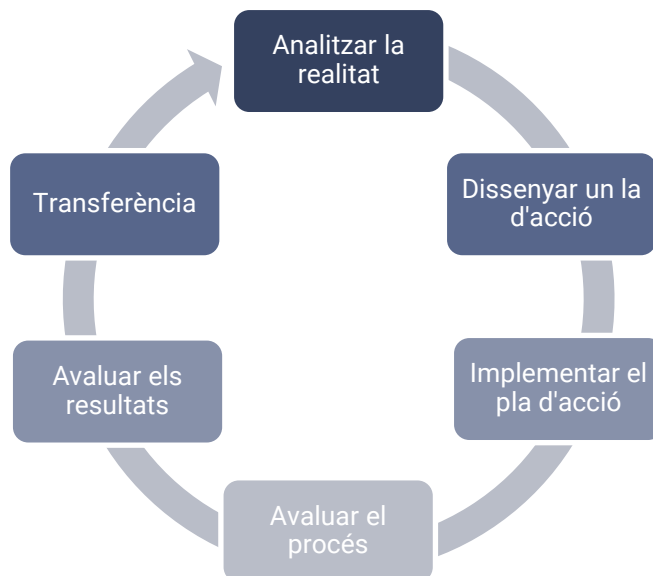 Analitzar la
realitat
Dissenyar un la
d'acció
Implementar el
pla d'acció
Avaluar el
procés
Avaluar els
resultats
Transferència